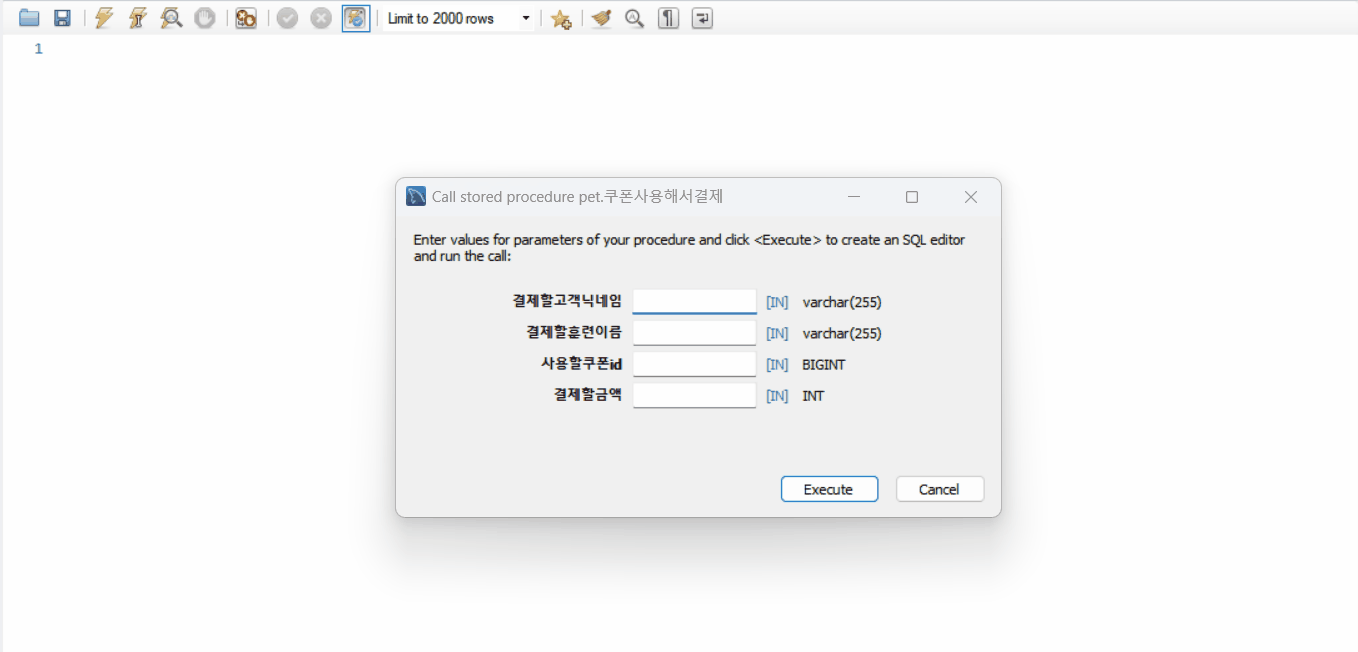 Limit to 2000 rows
1
Call stored procedure pet.쿠폰사용해서결제
Enter values for parameters of your procedure and click <Execute> to create an SQL editor
and run the call:
결제할고객닉네임 [IN] varchar(255)
결제할훈련이름 [IN] varchar(255)
사용할쿠폰id [IN] BIGINT
결제할금액 [IN] INT
Execute Cancel